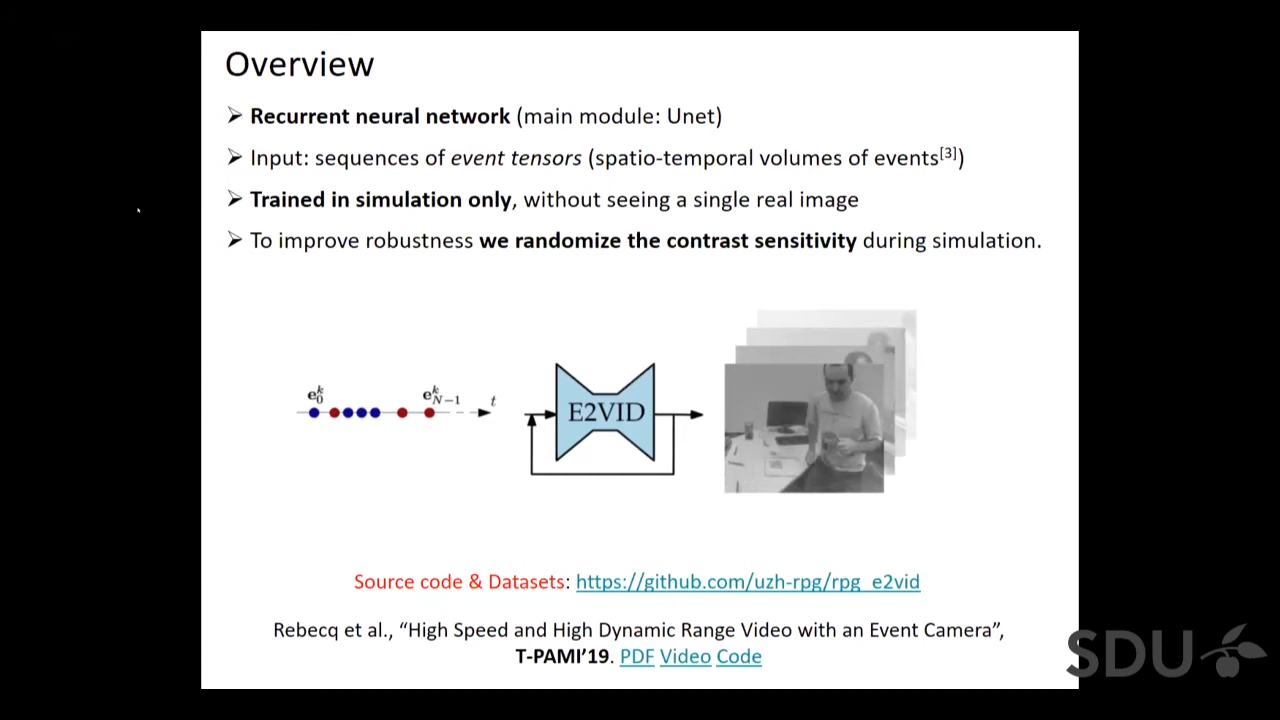 Overview
➢ Recurrent neural network (main module: Unet)
➢ Input: sequences of event tensors (spatio-temporal volumes of events[3])
➢ Trained in simulation only, without seeing a single real image
➢ To improve robustness we randomize the contrast sensitivity during simulation.
e₀ᵏ
eᵏN−1
t
E2VID
Source code & Datasets: https://github.com/uzh-rpg/rpg_e2vid
Rebecq et al., “High Speed and High Dynamic Range Video with an Event Camera”,
T-PAMI’19. PDF Video Code
SDU